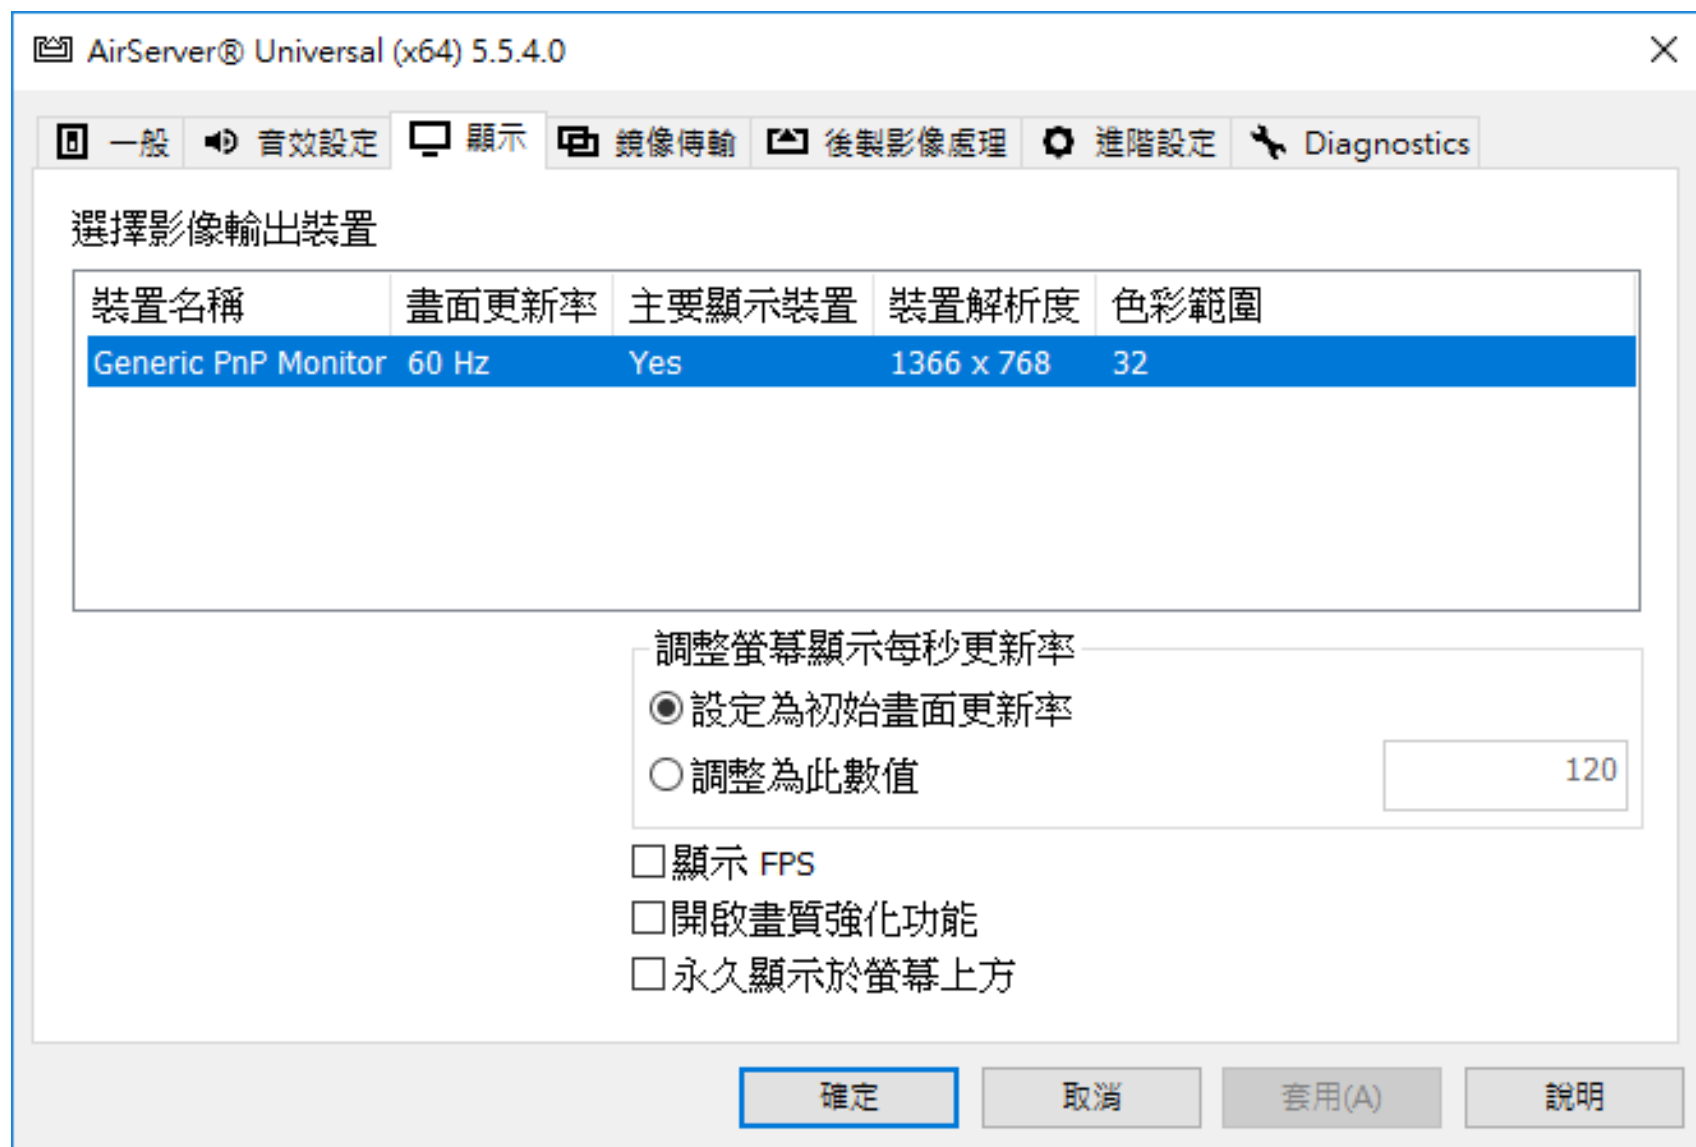 AirServer® Universal (x64) 5.5.4.0
一般 音效設定 顯示 鏡像傳輸 後製影像處理 進階設定 Diagnostics
選擇影像輸出裝置
裝置名稱 畫面更新率 主要顯示裝置 裝置解析度 色彩範圍
Generic PnP Monitor 60 Hz Yes 1366 x 768 32
調整螢幕顯示每秒更新率
設定為初始畫面更新率
調整為此數值 120
顯示 FPS
開啟畫質強化功能
永久顯示於螢幕上方
確定 取消 套用(A) 說明